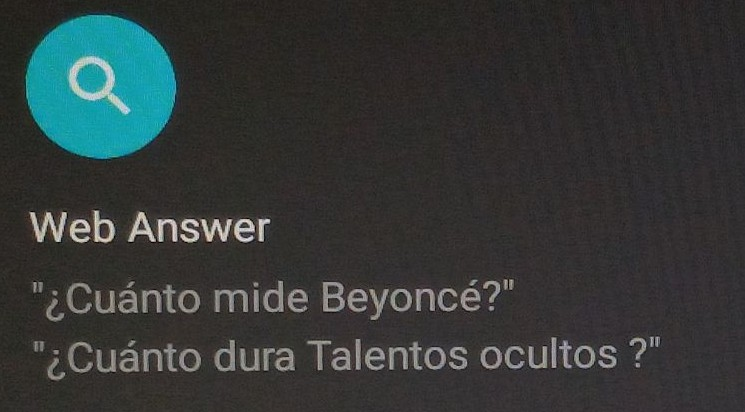 Web Answer
"¿Cuánto mide Beyoncé?"
"¿Cuánto dura Talentos ocultos ?"